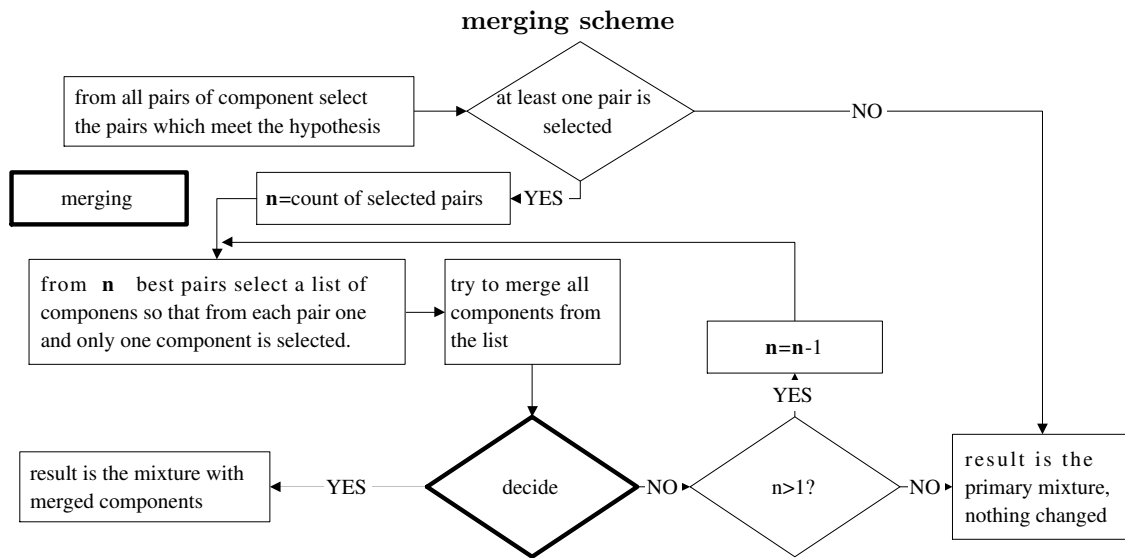 merging scheme
from all pairs of component select
the pairs which meet the hypothesis
at least one pair is
selected
NO
merging
n=count of selected pairs
YES
from n best pairs select a list of
componens so that from each pair one
and only one component is selected.
try to merge all
components from
the list
n=n-1
YES
result is the mixture with
merged components
YES
decide
NO
n>1?
NO
result is the
primary mixture,
nothing changed